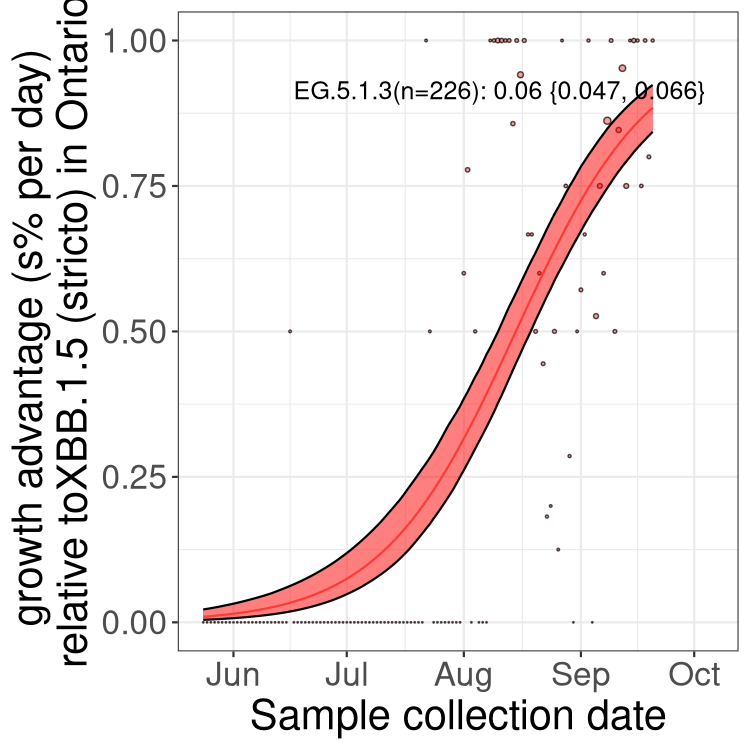 growth advantage (s% per day)
relative toXBB.1.5 (stricto) in Ontario
1.00
EG.5.1.3(n=226): 0.06 {0.047, 0.066}
0.75
0.50
0.25
0.00
Jun Jul Aug Sep Oct
Sample collection date